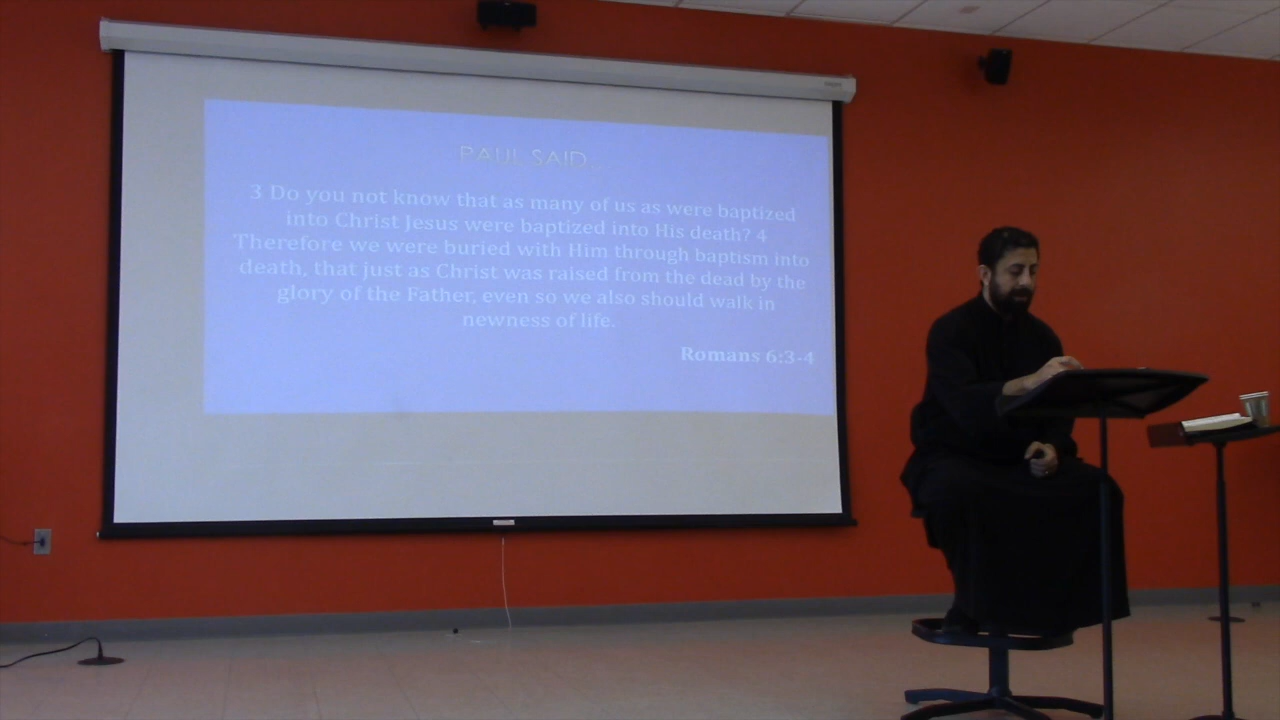 PAUL SAID..
3 Do you not know that as many of us as were baptized
into Christ Jesus were baptized into His death? 4
Therefore we were buried with Him through baptism into
death, that just as Christ was raised from the dead by the
glory of the Father, even so we also should walk in
newness of life.
Romans 6:3-4